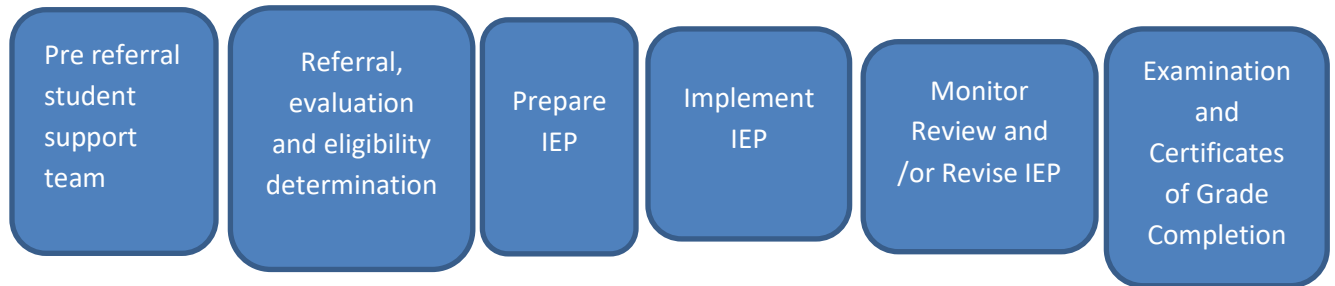 Pre referral
student
support
team
Referral,
evaluation
and eligibility
determination
Prepare
IEP
Implement
IEP
Monitor
Review and
/or Revise IEP
Examination
and
Certificates
of Grade
Completion